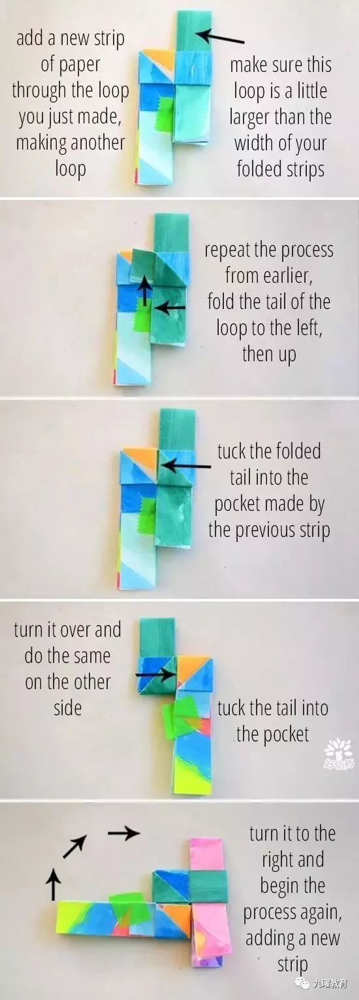 add a new strip
of paper
through the loop
you just made,
making another
loop
make sure this
loop is a little
larger than the
width of your
folded strips
repeat the process
from earlier,
fold the tail of the
loop to the left,
then up
tuck the folded
tail into the
pocket made by
the previous strip
turn it over and
do the same
on the other
side
tuck the tail into
the pocket
turn it to the
right and
begin the
process again,
adding a new
strip
九曜教育